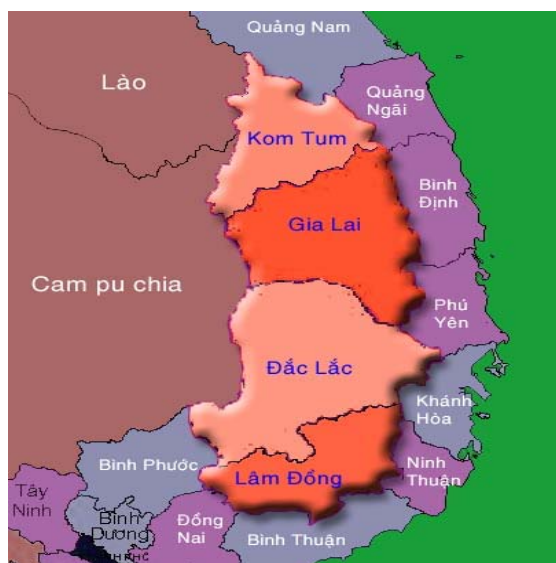 Quảng Nam
Lào
Quảng
Ngãi
Kom Tum
Bình
Định
Gia Lai
Cam pu chia
Phú
Yên
Đắc Lắc
Khánh
Hòa
Bình Phước
Ninh
Thuận
Lâm Đồng
Tây
Ninh
Bình
Dương
Đồng
Nai
Bình Thuận